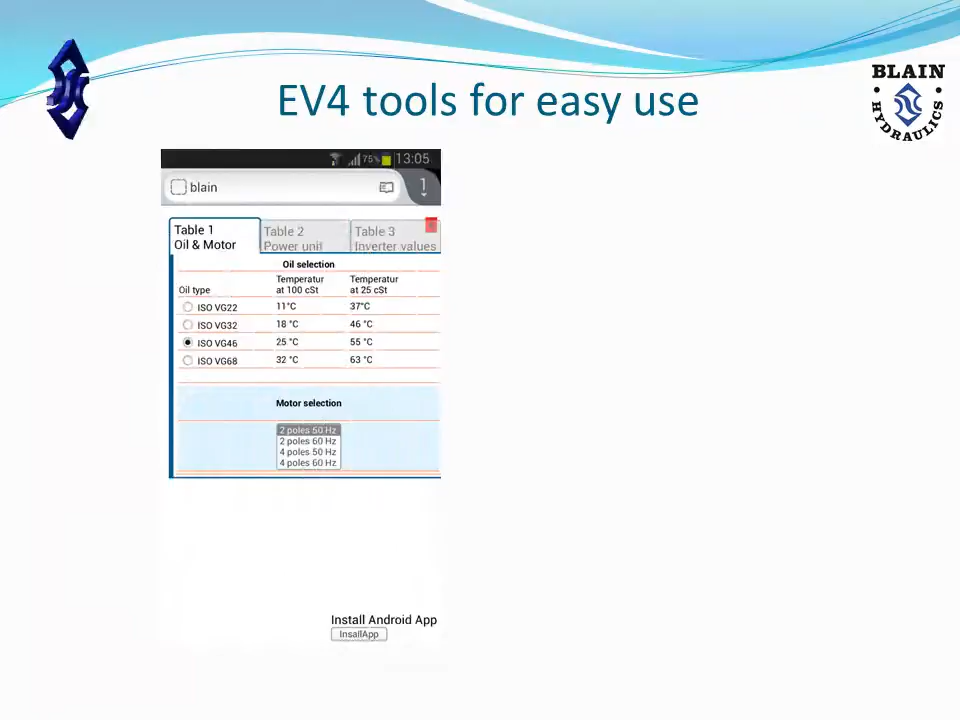 EV4 tools for easy use
BLAIN
HYDRAULICS
75% 13:05
blain
1
Table 1
Oil & Motor
Table 2
Power unit
Table 3
Inverter values
Oil selection
Oil type
Temperatur
at 100 cSt
Temperatur
at 25 cSt
ISO VG22 11°C 37°C
ISO VG32 18 °C 46 °C
ISO VG46 25 °C 55 °C
ISO VG68 32 °C 63 °C
Motor selection
2 poles 50 Hz
2 poles 60 Hz
4 poles 50 Hz
4 poles 60 Hz
Install Android App
InsallApp